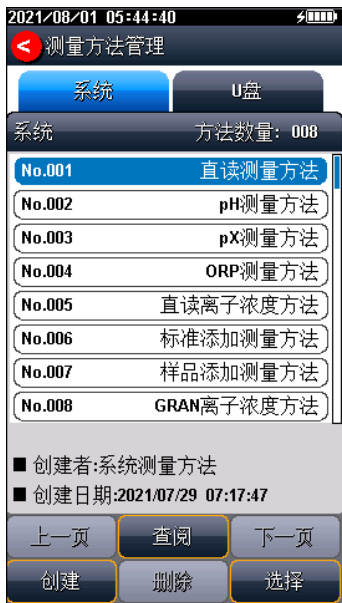 2021/08/01 05:44:40
< 测量方法管理
系统 U盘
系统 方法数量: 008
No.001 直读测量方法
No.002 pH测量方法
No.003 pX测量方法
No.004 ORP测量方法
No.005 直读离子浓度方法
No.006 标准添加测量方法
No.007 样品添加测量方法
No.008 GRAN离子浓度方法
■ 创建者:系统测量方法
■ 创建日期:2021/07/29 07:17:47
上一页 查阅 下一页
创建 删除 选择